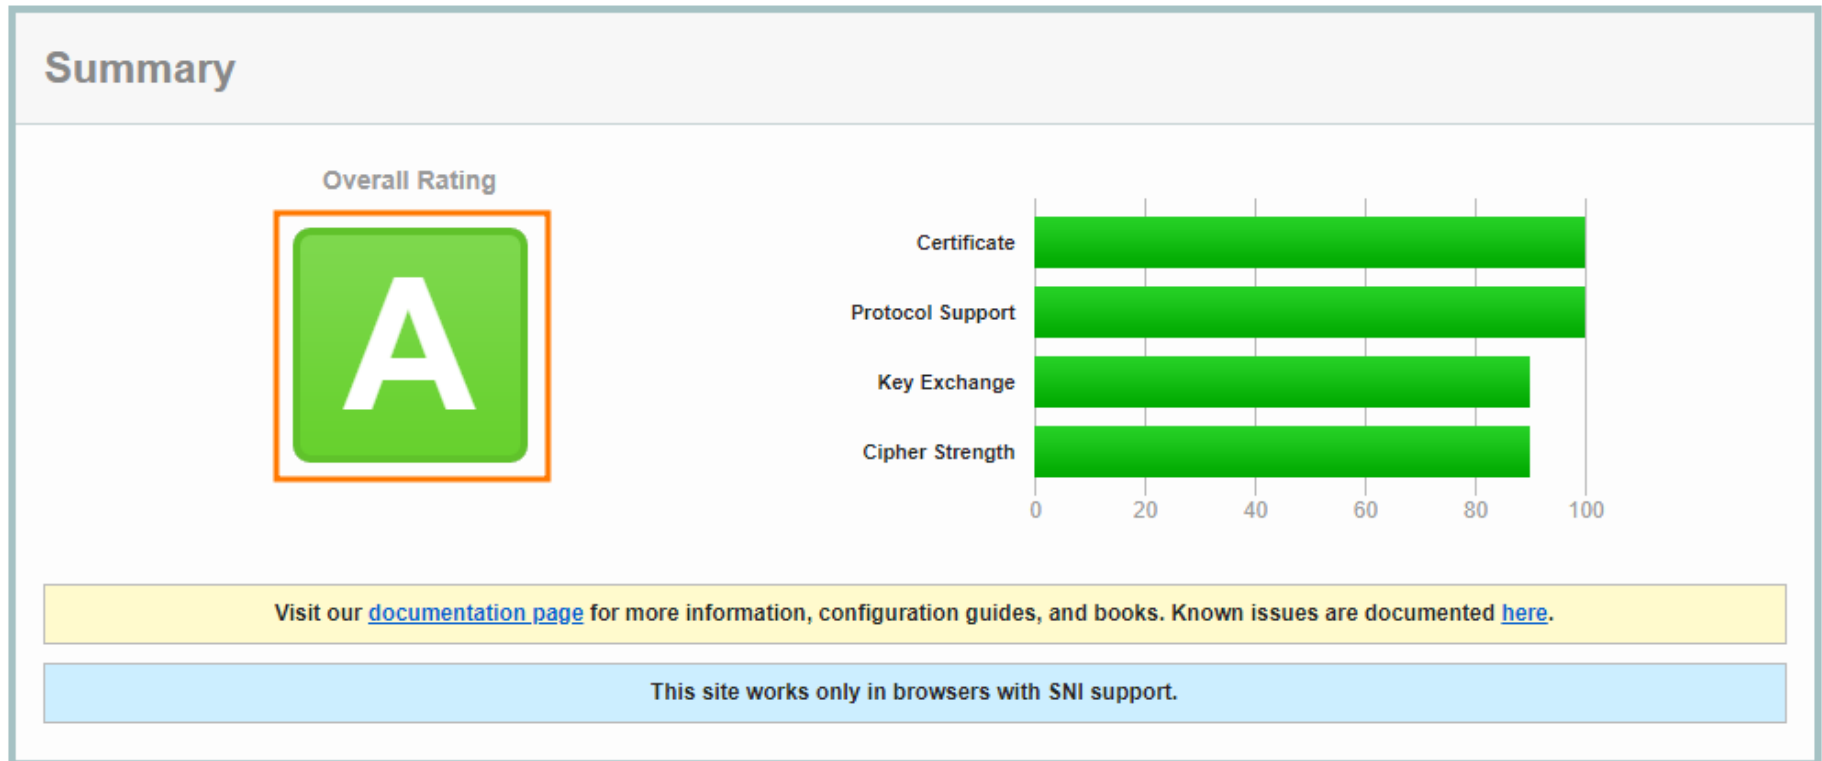 Summary
Overall Rating
A
Certificate
Protocol Support
Key Exchange
Cipher Strength
0 20 40 60 80 100
Visit our documentation page for more information, configuration guides, and books. Known issues are documented here.
This site works only in browsers with SNI support.